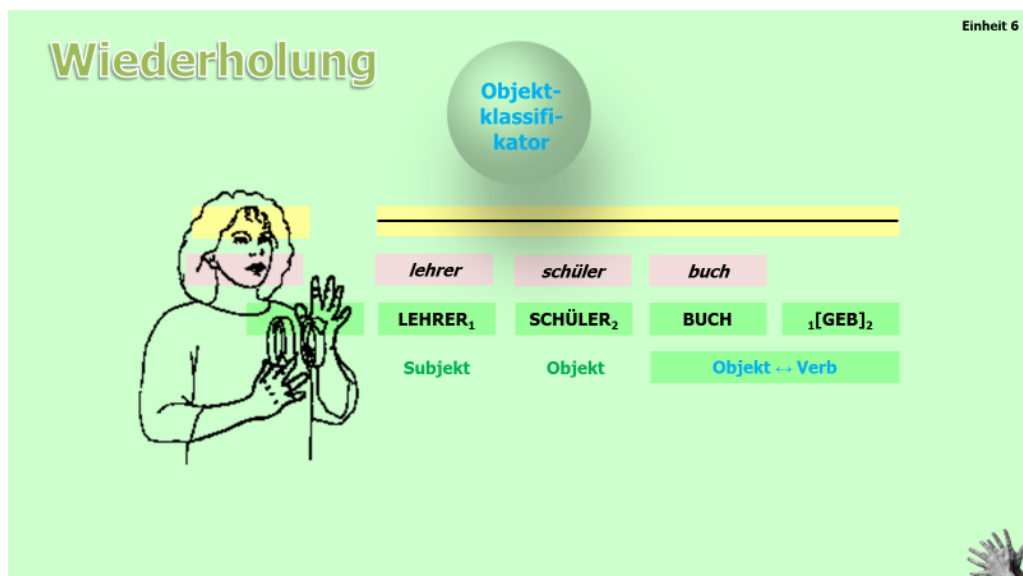 Einheit 6
Wiederholung
Objekt-
klassifi-
kator
lehrer schüler buch
LEHRER₁ SCHÜLER₂ BUCH ₁[GEB]₂
Subjekt Objekt Objekt ↔ Verb